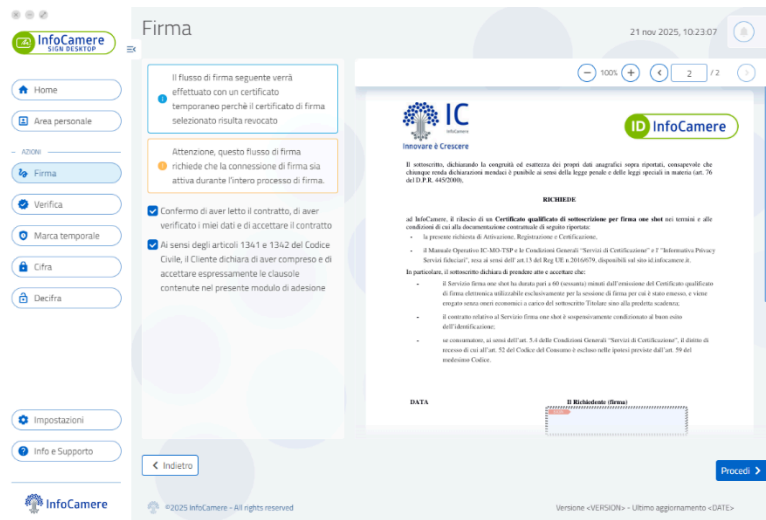 InfoCamere
SIGN DESKTOP
Home
Area personale
AZIONI
Firma
Verifica
Marca temporale
Cifra
Decifra
Impostazioni
Info e Supporto
InfoCamere
Firma
21 nov 2025, 10:23:07
Il flusso di firma seguente verrà
effettuato con un certificato
temporaneo perchè il certificato di firma
selezionato risulta revocato
Attenzione, questo flusso di firma
richiede che la connessione di firma sia
attiva durante l'intero processo di firma.
Confermo di aver letto il contratto, di aver
verificato i miei dati e di accettare il contratto
Ai sensi degli articoli 1341 e 1342 del Codice
Civile, il Cliente dichiara di aver compreso e di
accettare espressamente le clausole
contenute nel presente modulo di adesione
100%
2
/ 2
IC
InfoCamere
Innovare è Crescere
ID InfoCamere
Il sottoscritto, dichiarando la congruità ed esattezza dei propri dati anagrafici sopra riportati, consapevole che
chiunque renda dichiarazioni mendaci è punibile ai sensi della legge penale e delle leggi speciali in materia (art. 76
del D.P.R. 445/2000),
RICHIEDE
ad InfoCamere, il rilascio di un Certificato qualificato di sottoscrizione per firma one shot nei termini e alle
condizioni di cui alla documentazione contrattuale di seguito riportata:
- la presente richiesta di Attivazione, Registrazione e Certificazione,
- il Manuale Operativo IC-MO-TSP e le Condizioni Generali "Servizi di Certificazione" e l' "Informativa Privacy
Servizi fiduciari", resa ai sensi dell' art.13 del Reg UE n.2016/679, disponibili sul sito id.infocamere.it.
In particolare, il sottoscritto dichiara di prendere atto e accettare che:
- il Servizio firma one shot ha durata pari a 60 (sessanta) minuti dall'emissione del Certificato qualificato
di firma elettronica utilizzabile esclusivamente per la sessione di firma per cui è stato emesso, e viene
erogato senza oneri economici a carico del sottoscritto Titolare sino alla predetta scadenza;
- il contratto relativo al Servizio firma one shot è sospensivamente condizionato al buon esito
dell'identificazione;
- se consumatore, ai sensi dell'art. 5.4 delle Condizioni Generali "Servizi di Certificazione", il diritto di
recesso di cui all'art. 52 del Codice del Consumo è escluso nelle ipotesi previste dall'art. 59 del
medesimo Codice.
DATA
Il Richiedente (firma)
Indietro
Procedi
©2025 InfoCamere - All rights reserved
Versione <VERSION> - Ultimo aggiornamento <DATE>